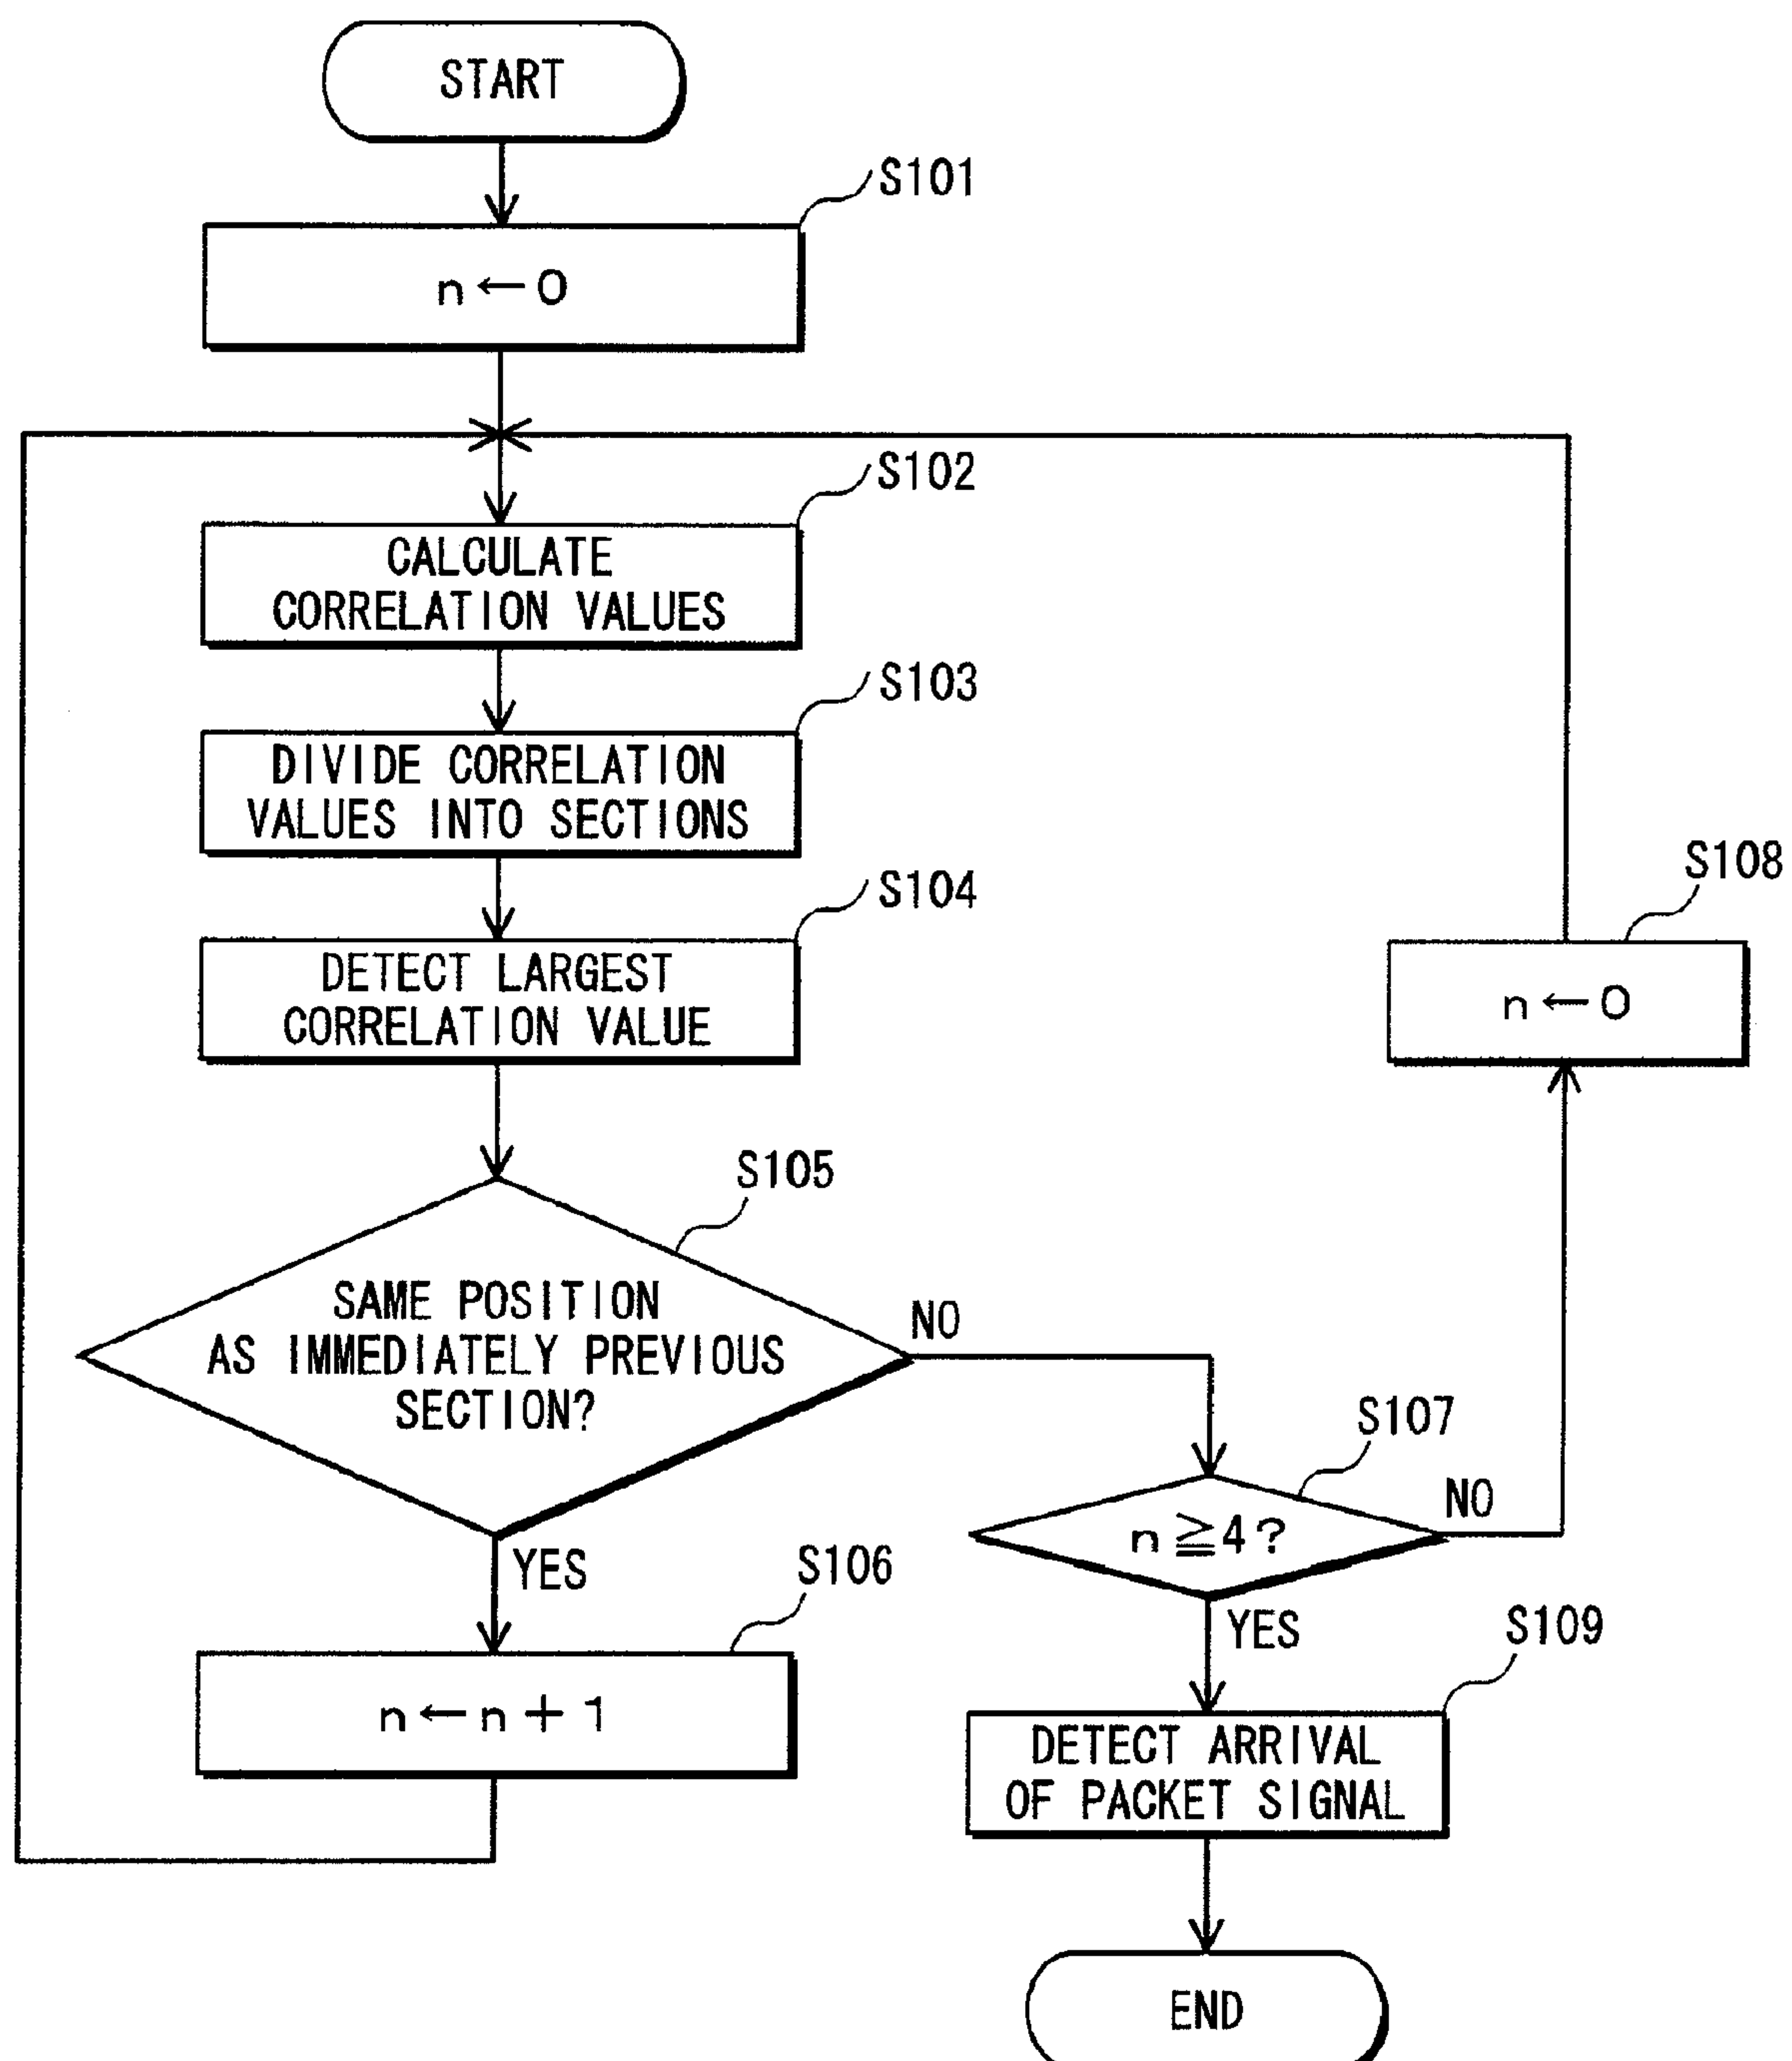 START
S101
n←0
S102
CALCULATE
CORRELATION VALUES
S103
DIVIDE CORRELATION
VALUES INTO SECTIONS
S104
DETECT LARGEST
CORRELATION VALUE
S108
n←0
S105
SAME POSITION
AS IMMEDIATELY PREVIOUS
SECTION?
NO
S107
n≧4?
NO
YES
S106
n←n+1
YES
S109
DETECT ARRIVAL
OF PACKET SIGNAL
END